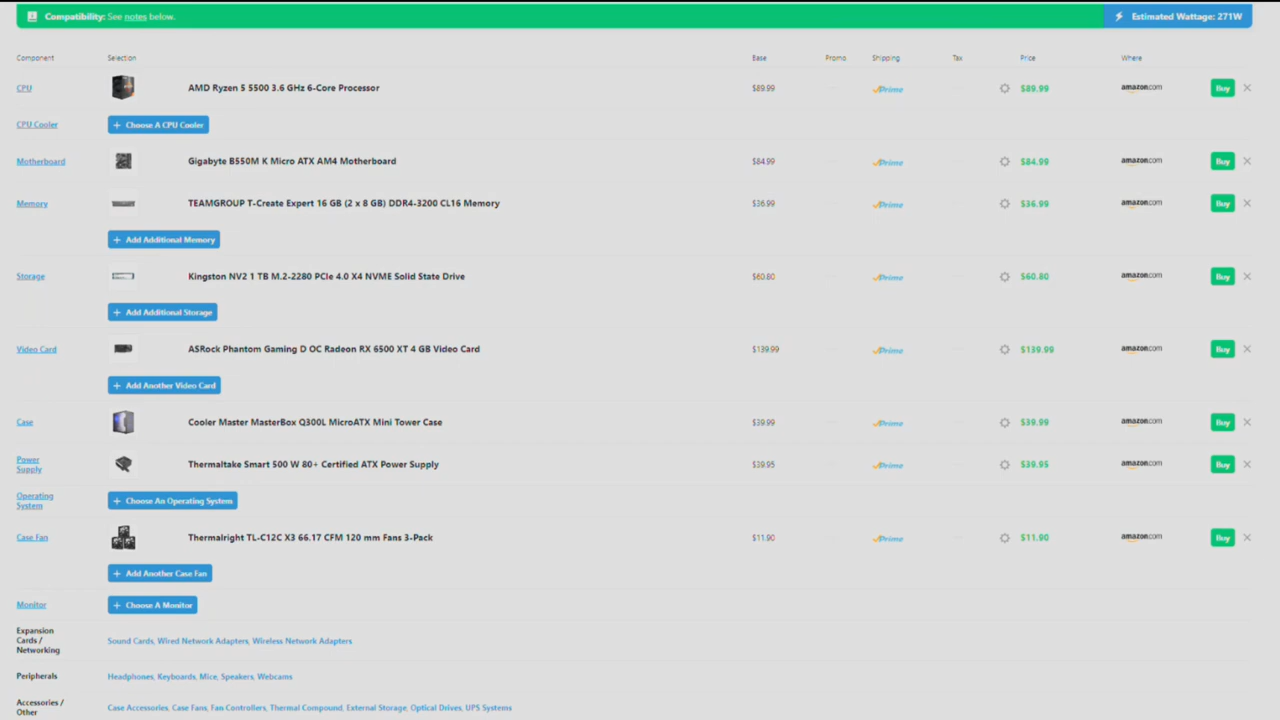 Compatibility: See notes below.
Estimated Wattage: 271W
Component Selection Base Promo Shipping Tax Price Where
CPU AMD Ryzen 5 5500 3.6 GHz 6-Core Processor $89.99 Prime $89.99 amazon.com Buy
CPU Cooler + Choose A CPU Cooler
Motherboard Gigabyte B550M K Micro ATX AM4 Motherboard $84.99 Prime $84.99 amazon.com Buy
Memory TEAMGROUP T-Create Expert 16 GB (2 x 8 GB) DDR4-3200 CL16 Memory $36.99 Prime $36.99 amazon.com Buy
+ Add Additional Memory
Storage Kingston NV2 1 TB M.2-2280 PCIe 4.0 X4 NVME Solid State Drive $60.80 Prime $60.80 amazon.com Buy
+ Add Additional Storage
Video Card ASRock Phantom Gaming D OC Radeon RX 6500 XT 4 GB Video Card $139.99 Prime $139.99 amazon.com Buy
+ Add Another Video Card
Case Cooler Master MasterBox Q300L MicroATX Mini Tower Case $39.99 Prime $39.99 amazon.com Buy
Power
Supply Thermaltake Smart 500 W 80+ Certified ATX Power Supply $39.95 Prime $39.95 amazon.com Buy
Operating
System + Choose An Operating System
Case Fan Thermalright TL-C12C X3 66.17 CFM 120 mm Fans 3-Pack $11.90 Prime $11.90 amazon.com Buy
+ Add Another Case Fan
Monitor + Choose A Monitor
Expansion
Cards /
Networking Sound Cards, Wired Network Adapters, Wireless Network Adapters
Peripherals Headphones, Keyboards, Mice, Speakers, Webcams
Accessories /
Other Case Accessories, Case Fans, Fan Controllers, Thermal Compound, External Storage, Optical Drives, UPS Systems